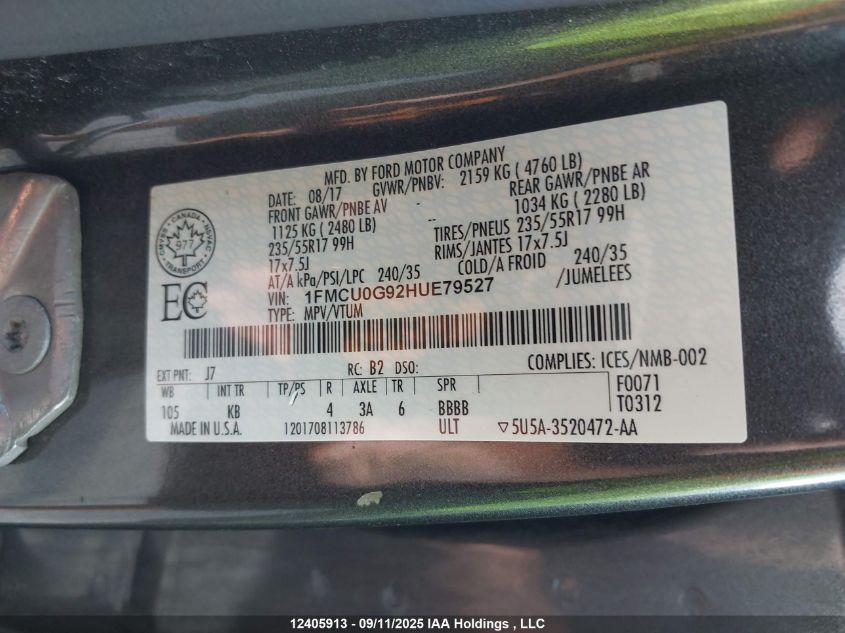 MFD. BY FORD MOTOR COMPANY
DATE: 08/17 GVWR/PNBV: 2159 KG ( 4760 LB)
FRONT GAWR/PNBE AV -- REAR GAWR/PNBE AR
1125 KG ( 2480 LB) 1034 KG ( 2280 LB)
235/55R17 99H TIRES/PNEUS 235/55R17 99H
17x7.5J RIMS/JANTES 17x7.5J
AT/A kPa/PSI/LPC 240/35 COLD/A FROID 240/35
VIN: 1FMCU0G92HUE79527 /JUMELEES
TYPE: MPV/VTUM
CANADA
977
TRANSPORT
EC
EXT PNT: J7 RC: B2 DSO: COMPLIES: ICES/NMB-002
WB INT TR TP/PS R AXLE TR SPR F0071
105 KB 4 3A 6 BBBB T0312
MADE IN U.S.A. 1201708113786 ULT ▽5U5A-3520472-AA
12405913 - 09/11/2025 IAA Holdings , LLC